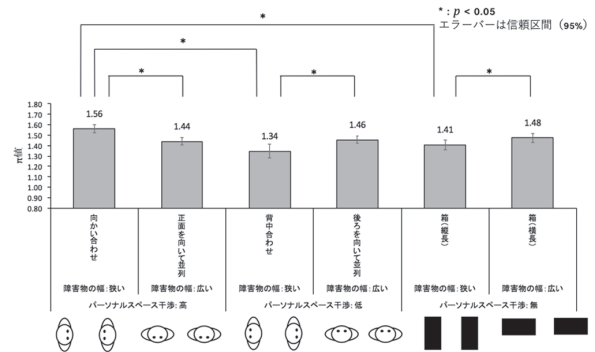 *
*:p < 0.05
エラーバーは信頼区間（95%）
*
*
*
*
π値
1.80
1.70
1.60
1.50
1.40
1.30
1.20
1.10
1.00
0.90
0.80
1.56
1.44
1.34
1.46
1.41
1.48
向かい合わせ
正面を向いて並列
背中合わせ
後ろを向いて並列
箱(縦長)
箱(横長)
障害物の幅:狭い
障害物の幅:広い
障害物の幅:狭い
障害物の幅:広い
障害物の幅:狭い
障害物の幅:広い
パーソナルスペース干渉:高
パーソナルスペース干渉:低
パーソナルスペース干渉:無